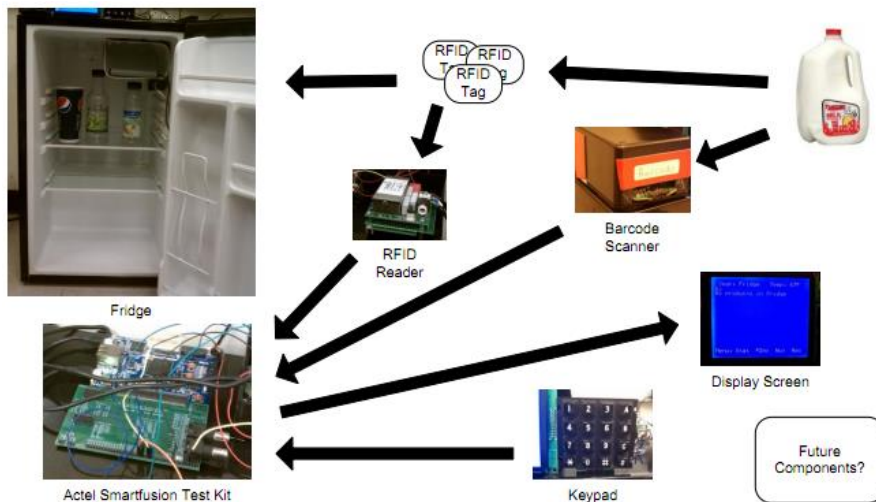 RFID
RFID
RFID
Tag
Barcode
Scanner
RFID
Reader
Fridge
Display Screen
Future
Components?
Actel Smartfusion Test Kit
Keypad